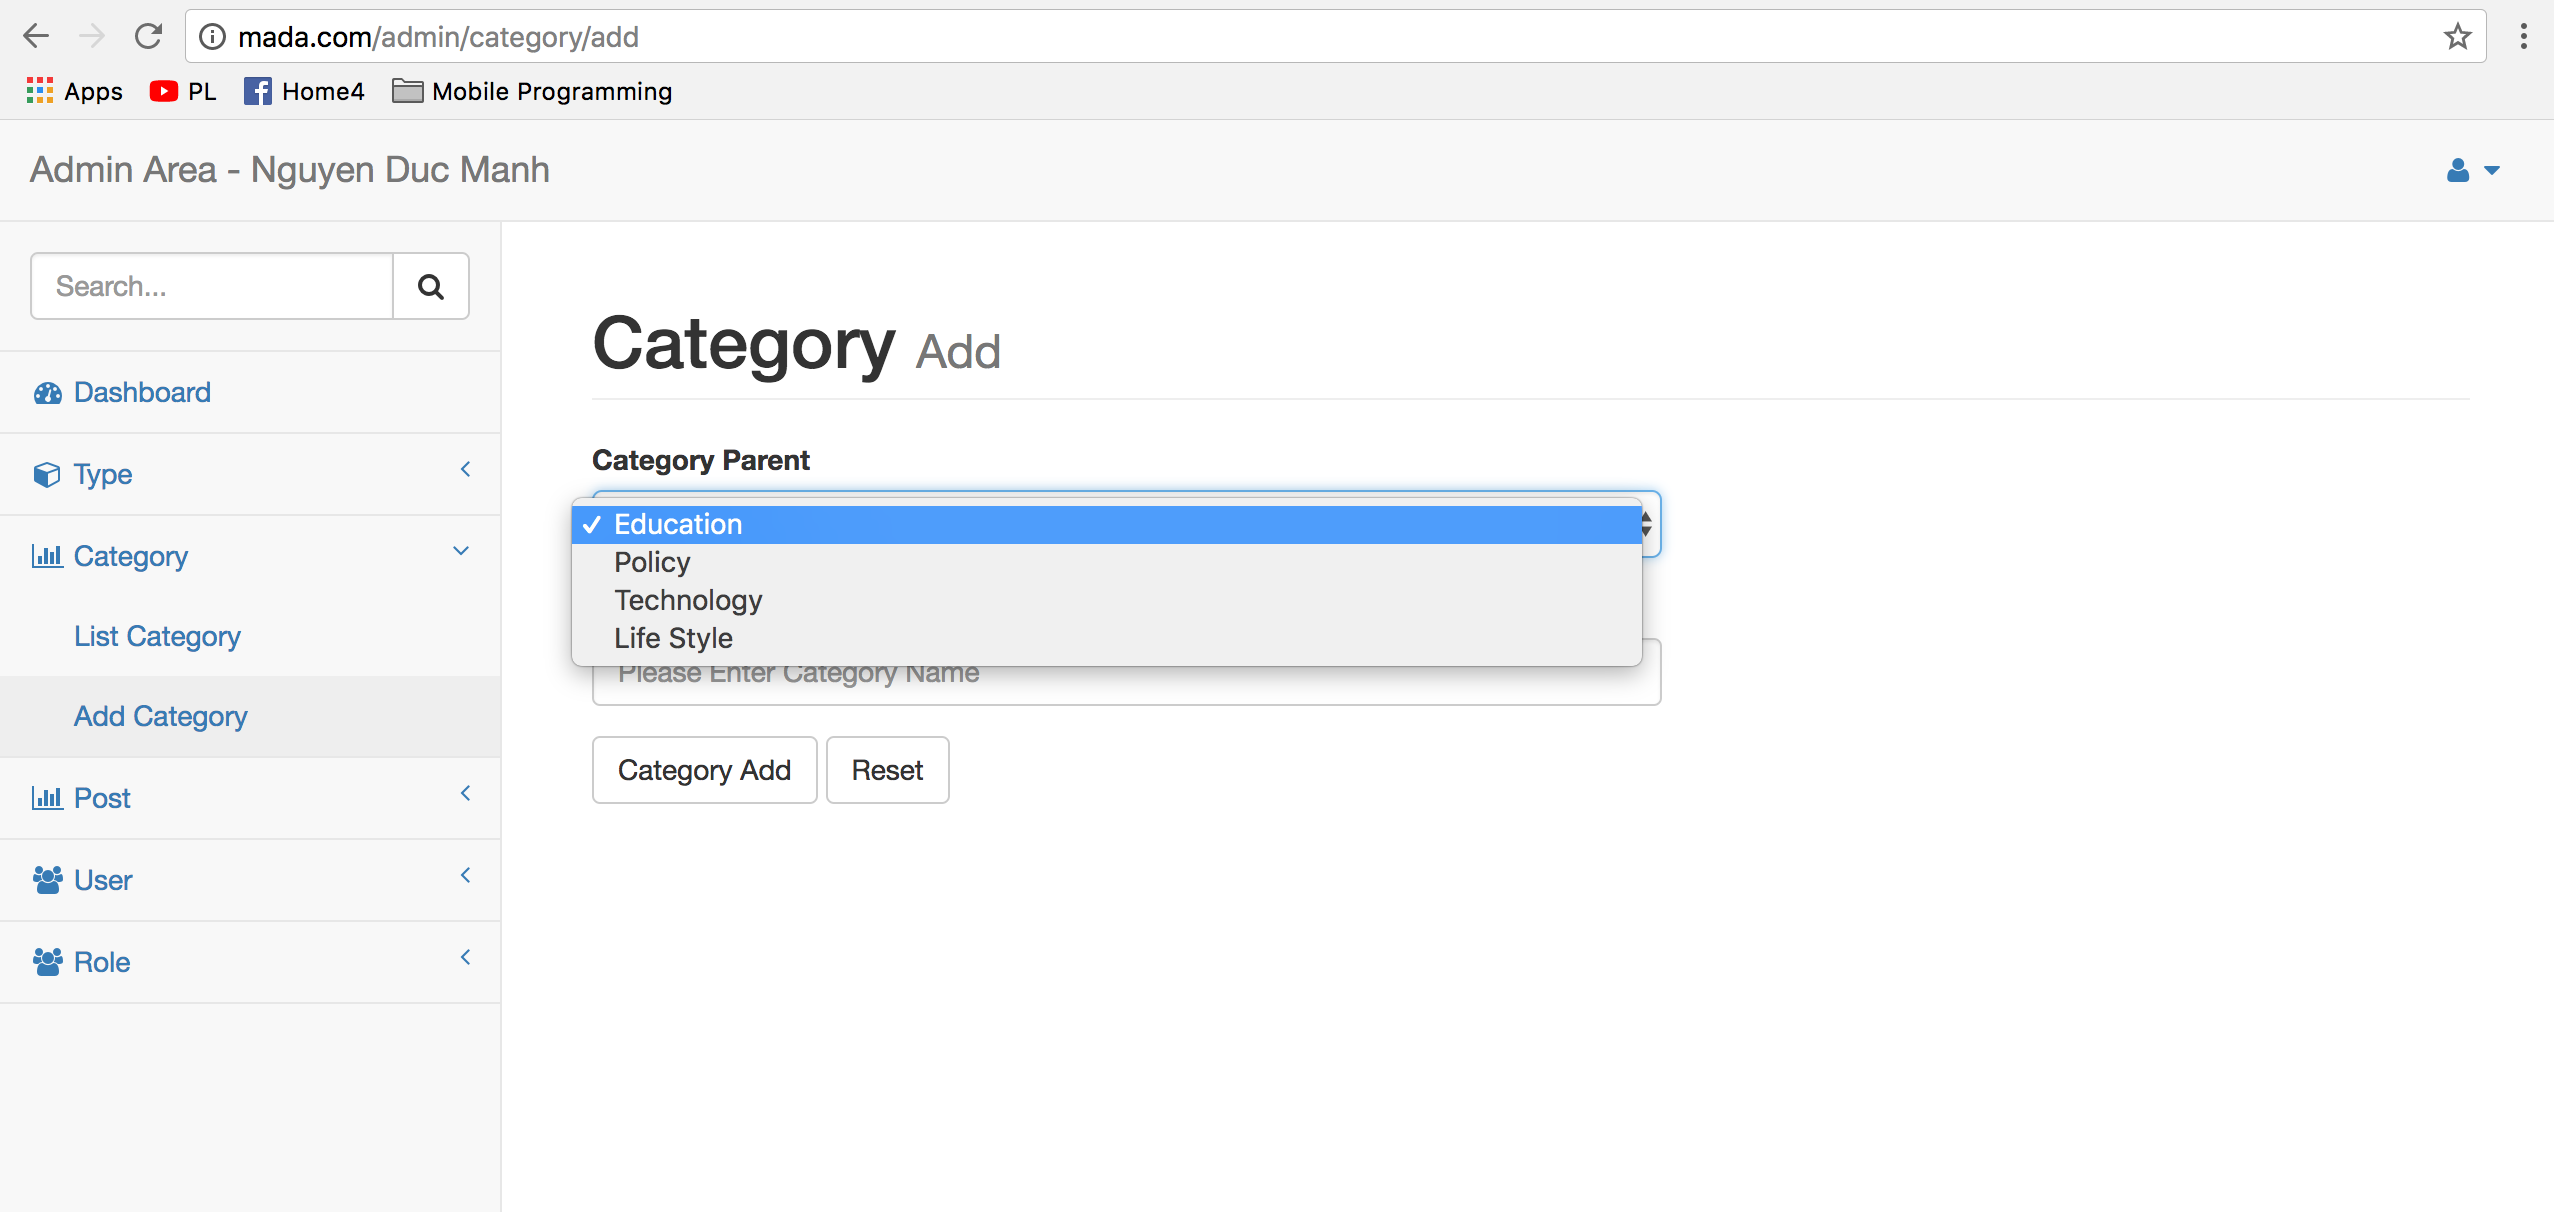 mada.com/admin/category/add
Apps PL Home4 Mobile Programming
Admin Area - Nguyen Duc Manh
Search...
Dashboard
Type
Category
List Category
Add Category
Post
User
Role
Category Add
Category Parent
Education
Policy
Technology
Life Style
Please Enter Category Name
Category Add Reset